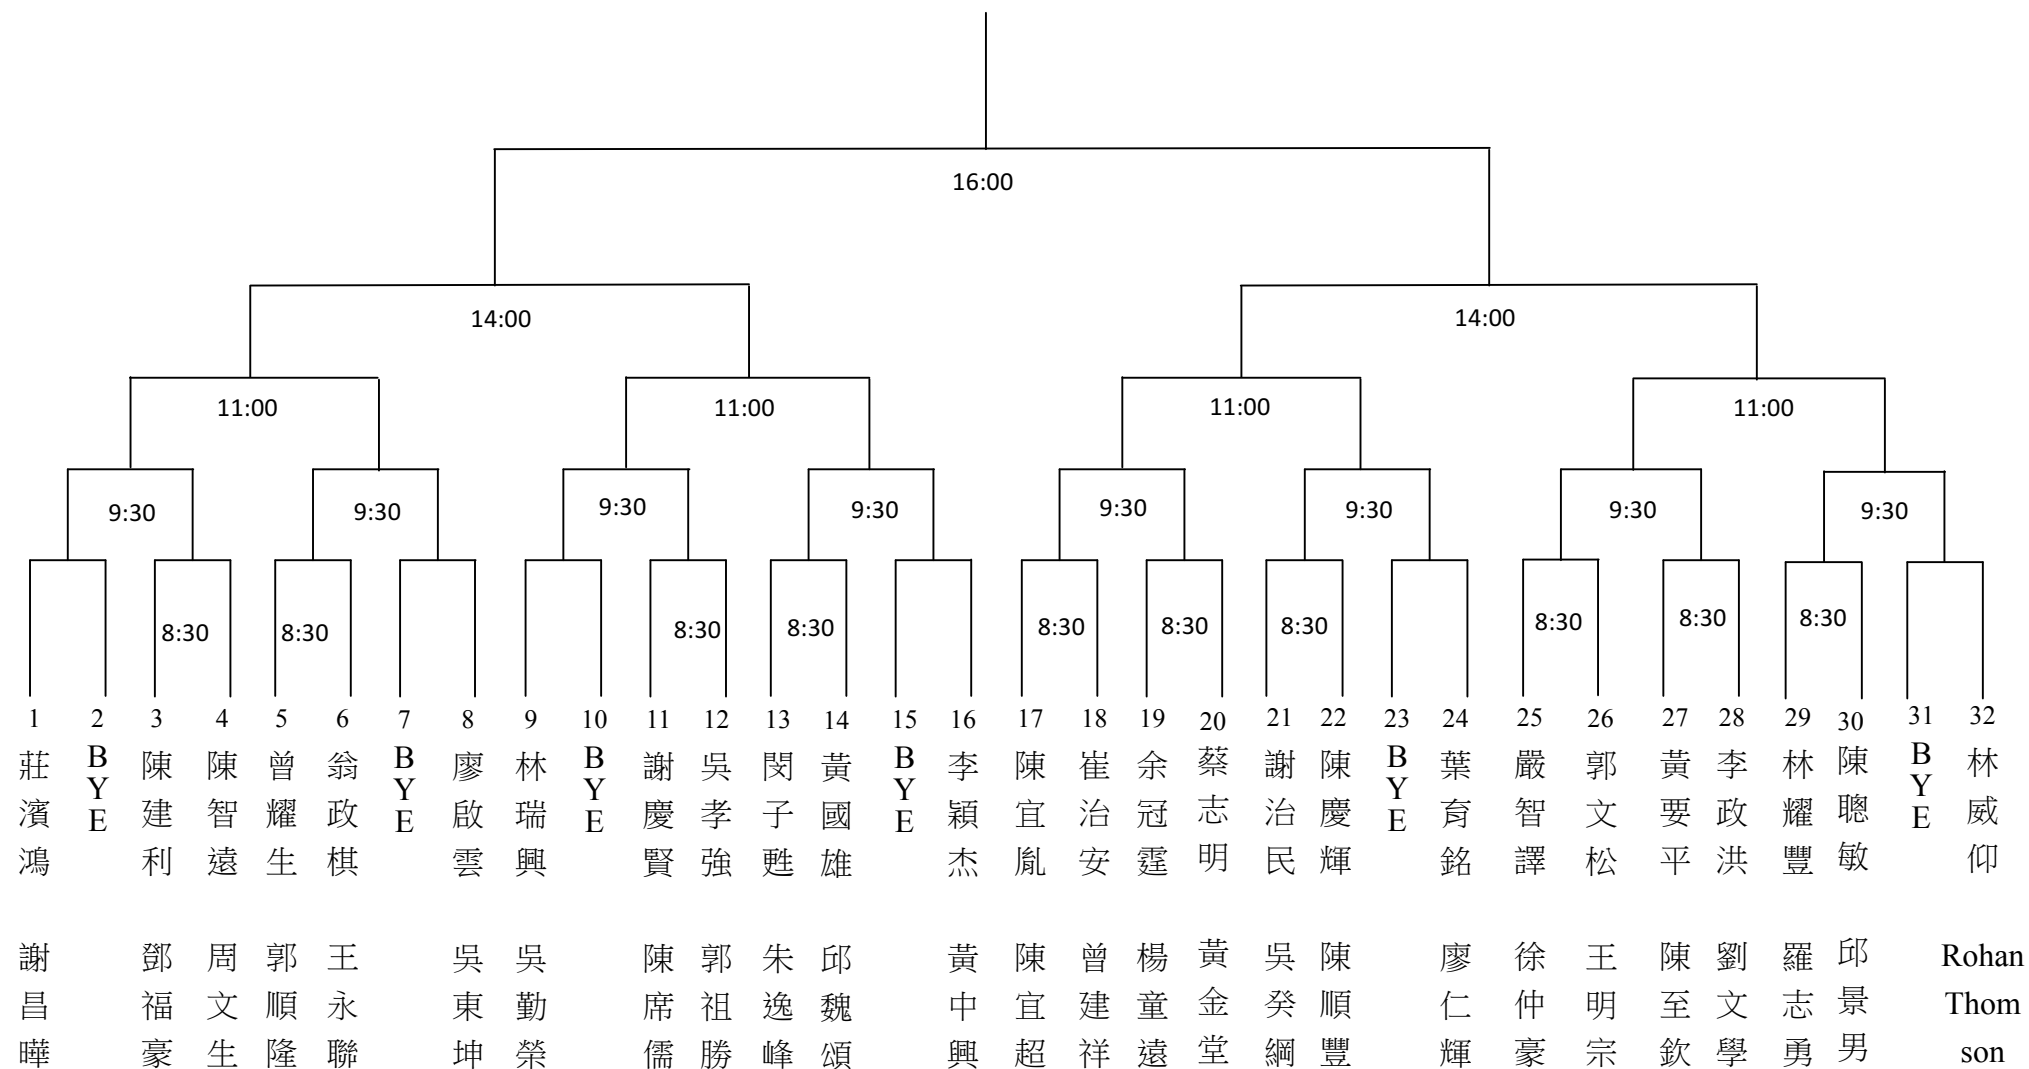 16:00
14:00 14:00
11:00 11:00 11:00 11:00
9:30 9:30 9:30 9:30 9:30 9:30 9:30 9:30
8:30 8:30 8:30 8:30 8:30 8:30 8:30 8:30 8:30 8:30
1 2 3 4 5 6 7 8 9 10 11 12 13 14 15 16 17 18 19 20 21 22 23 24 25 26 27 28 29 30 31 32
莊濱鴻
謝昌曄
BYE
陳建利
鄧福豪
陳智遠
周文生
曾耀生
郭順隆
翁政棋
王永聯
BYE
廖啟雲
吳東坤
林瑞興
吳勤榮
BYE
謝慶賢
陳席儒
吳孝強
郭祖勝
閔子甦
朱逸峰
黃國雄
邱魏頌
BYE
李穎杰
黃中興
陳宜胤
陳宜超
崔治安
曾建祥
余冠霆
楊童遠
蔡志明
黃金堂
謝治民
吳癸綱
陳慶輝
陳順豐
BYE
葉育銘
廖仁輝
嚴智譯
徐仲豪
郭文松
王明宗
黃要平
陳至欽
李政洪
劉文學
林耀豐
羅志勇
陳聰敏
邱景男
BYE
林威仰
Rohan
Thom
son